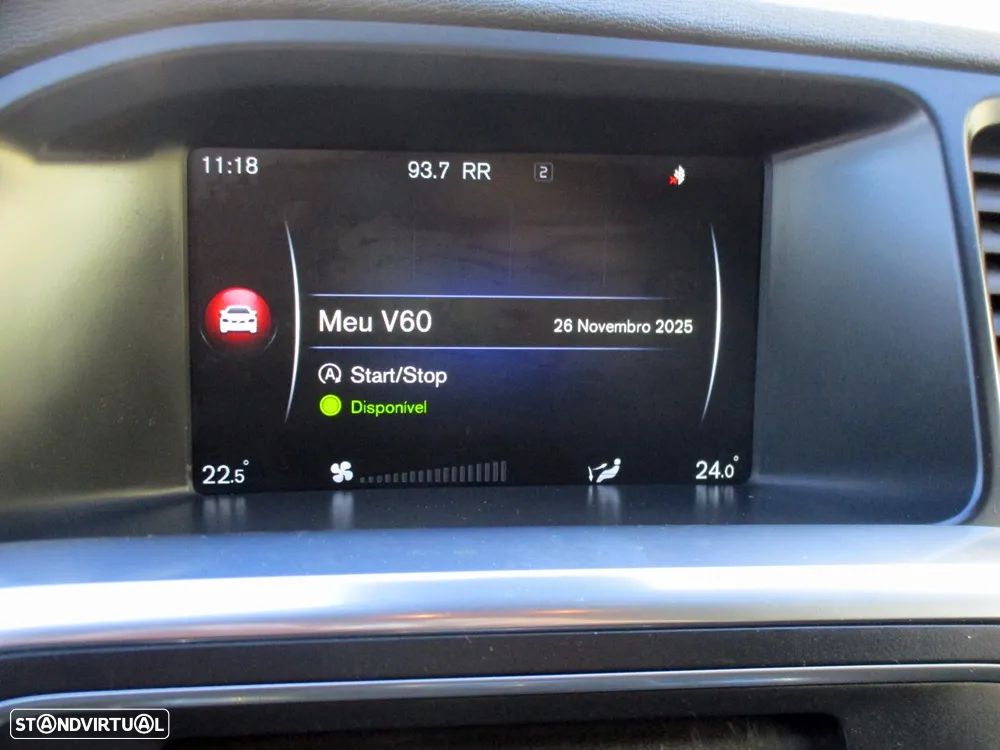 11:18 93.7 RR 2
Meu V60 26 Novembro 2025
A Start/Stop
Disponível
22.5° 24.0°
STANDVIRTUAL